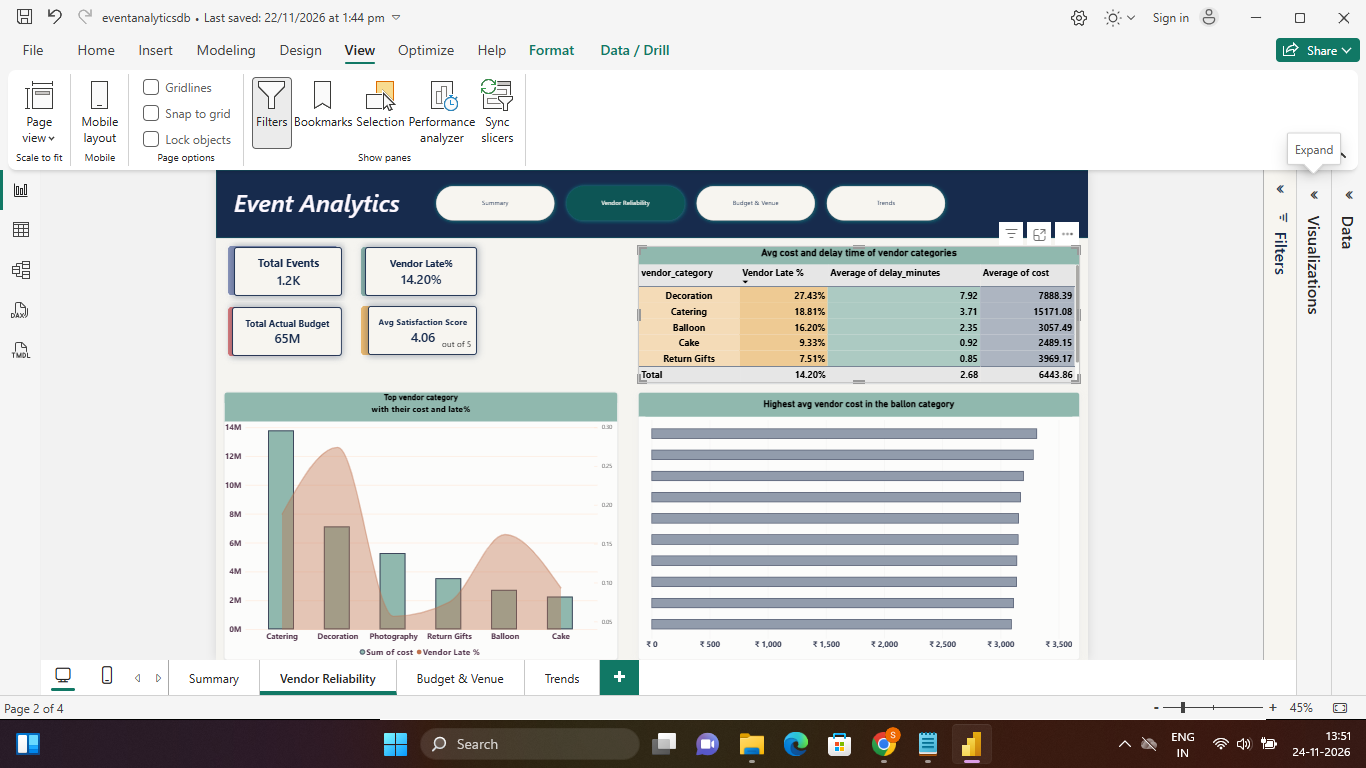 eventanalyticsdb • Last saved: 22/11/2026 at 1:44 pm
Sign in
File Home Insert Modeling Design View Optimize Help Format Data / Drill
Share
Page view
Scale to fit
Mobile layout
Mobile
Gridlines
Snap to grid
Lock objects
Page options
Filters
Bookmarks
Selection
Performance analyzer
Sync slicers
Show panes
Expand
DAX
TMDL
Event Analytics
Summary
Vendor Reliability
Budget & Venue
Trends
Filters
Visualizations
Data
Total Events
1.2K
Vendor Late%
14.20%
Total Actual Budget
65M
Avg Satisfaction Score
4.06 out of 5
Avg cost and delay time of vendor categories
vendor_category Vendor Late % Average of delay_minutes Average of cost
Decoration 27.43% 7.92 7888.39
Catering 18.81% 3.71 15171.08
Balloon 16.20% 2.35 3057.49
Cake 9.33% 0.92 2489.15
Return Gifts 7.51% 0.85 3969.17
Total 14.20% 2.68 6443.86
Top vendor category
with their cost and late%
14M
12M
10M
8M
6M
4M
2M
0M
0.30
0.25
0.20
0.15
0.10
0.05
Catering Decoration Photography Return Gifts Balloon Cake
Sum of cost Vendor Late %
Highest avg vendor cost in the ballon category
₹ 0 ₹ 500 ₹ 1,000 ₹ 1,500 ₹ 2,000 ₹ 2,500 ₹ 3,000 ₹ 3,500
Summary Vendor Reliability Budget & Venue Trends +
Page 2 of 4
- + 45%
Search
S
ENG
IN
13:51
24-11-2026